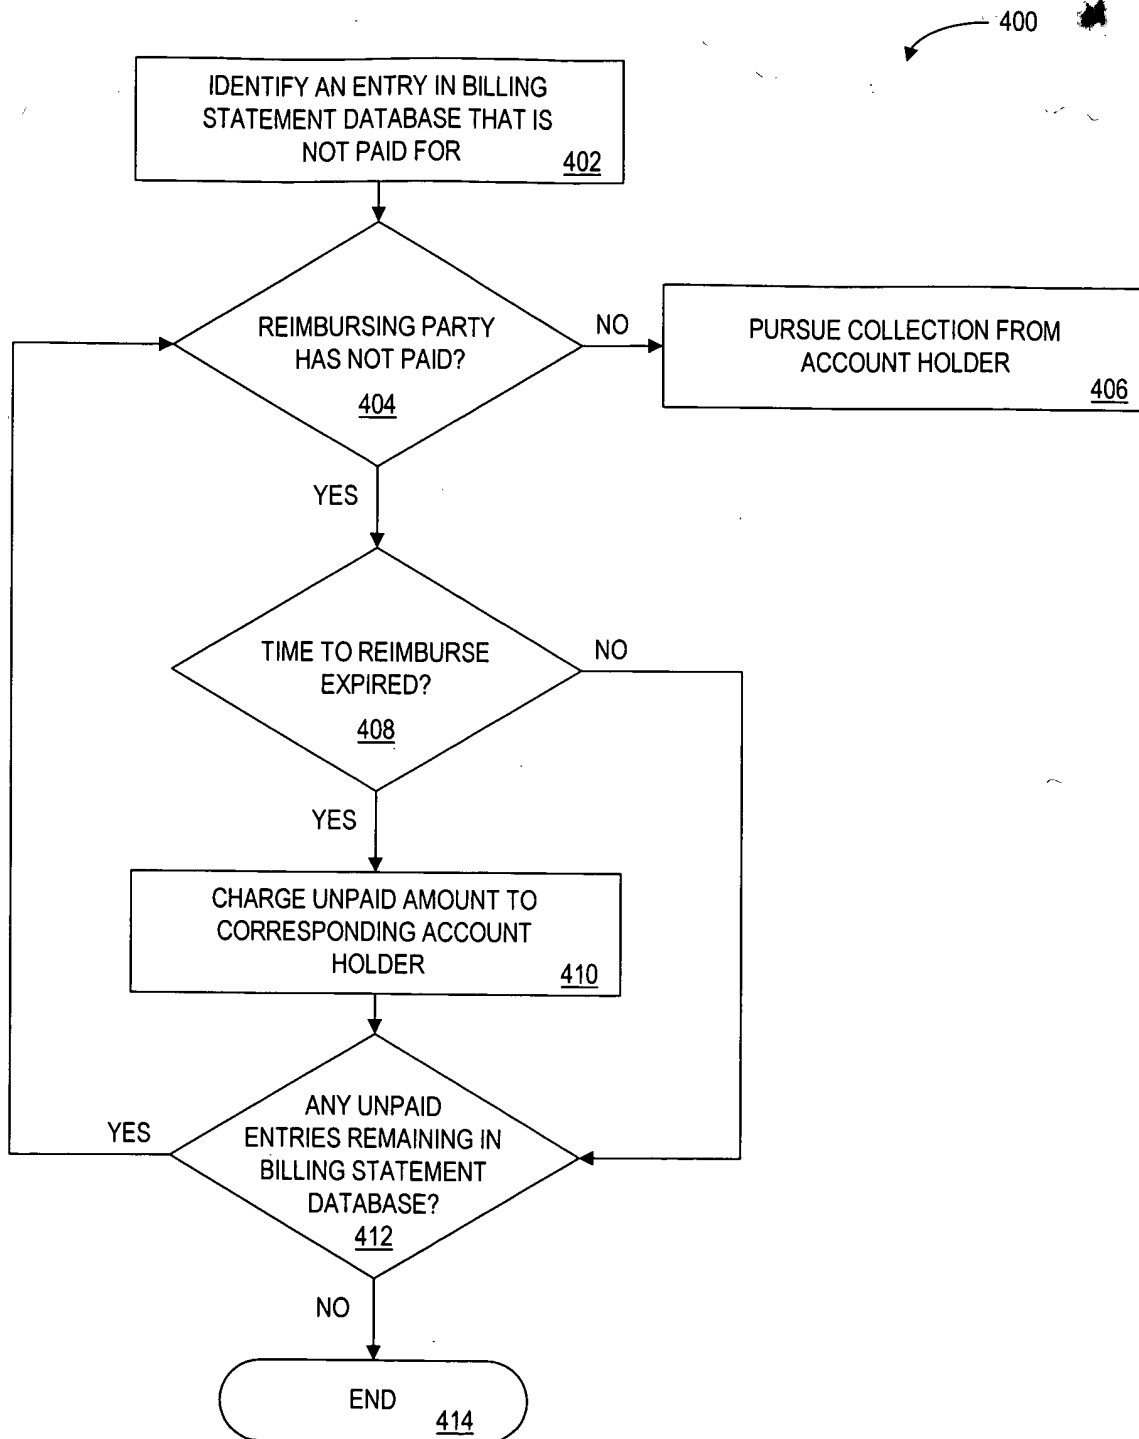 400
IDENTIFY AN ENTRY IN BILLING
STATEMENT DATABASE THAT IS
NOT PAID FOR
402
REIMBURSING PARTY
HAS NOT PAID?
404
NO
PURSUE COLLECTION FROM
ACCOUNT HOLDER
406
YES
TIME TO REIMBURSE
EXPIRED?
408
NO
YES
CHARGE UNPAID AMOUNT TO
CORRESPONDING ACCOUNT
HOLDER
410
ANY UNPAID
ENTRIES REMAINING IN
BILLING STATEMENT
DATABASE?
412
YES
NO
END
414